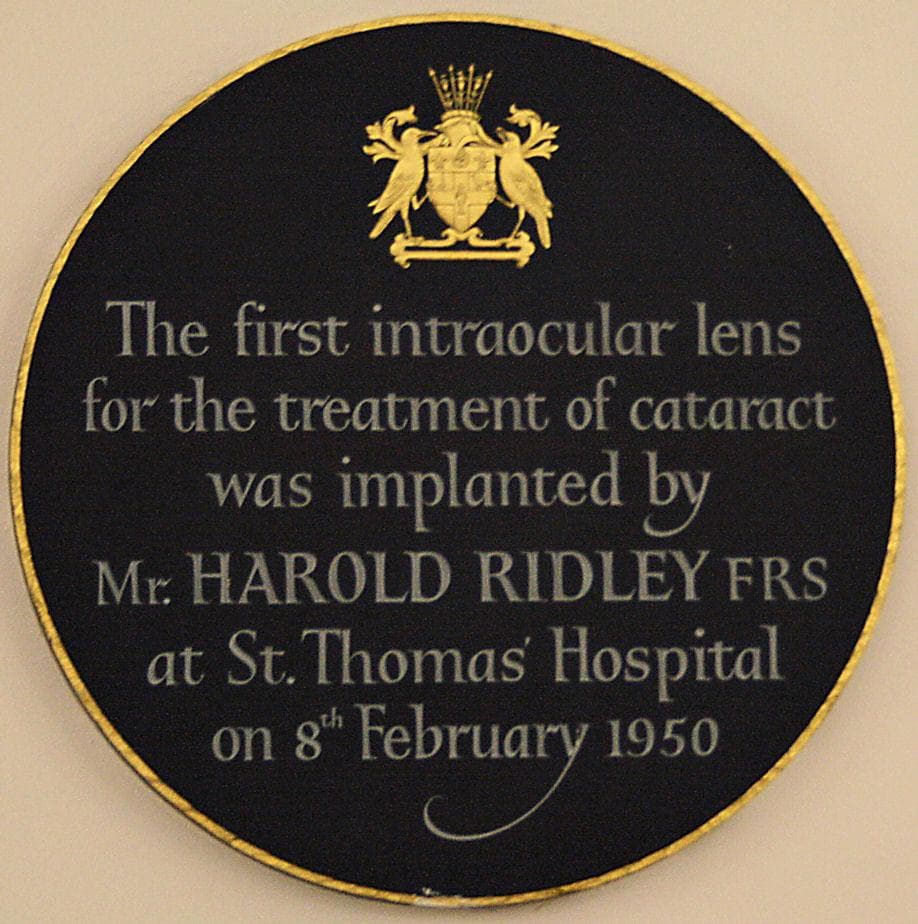 The first intraocular lens
for the treatment of cataract
was implanted by
Mr. HAROLD RIDLEY FRS
at St. Thomas' Hospital
on 8th February 1950